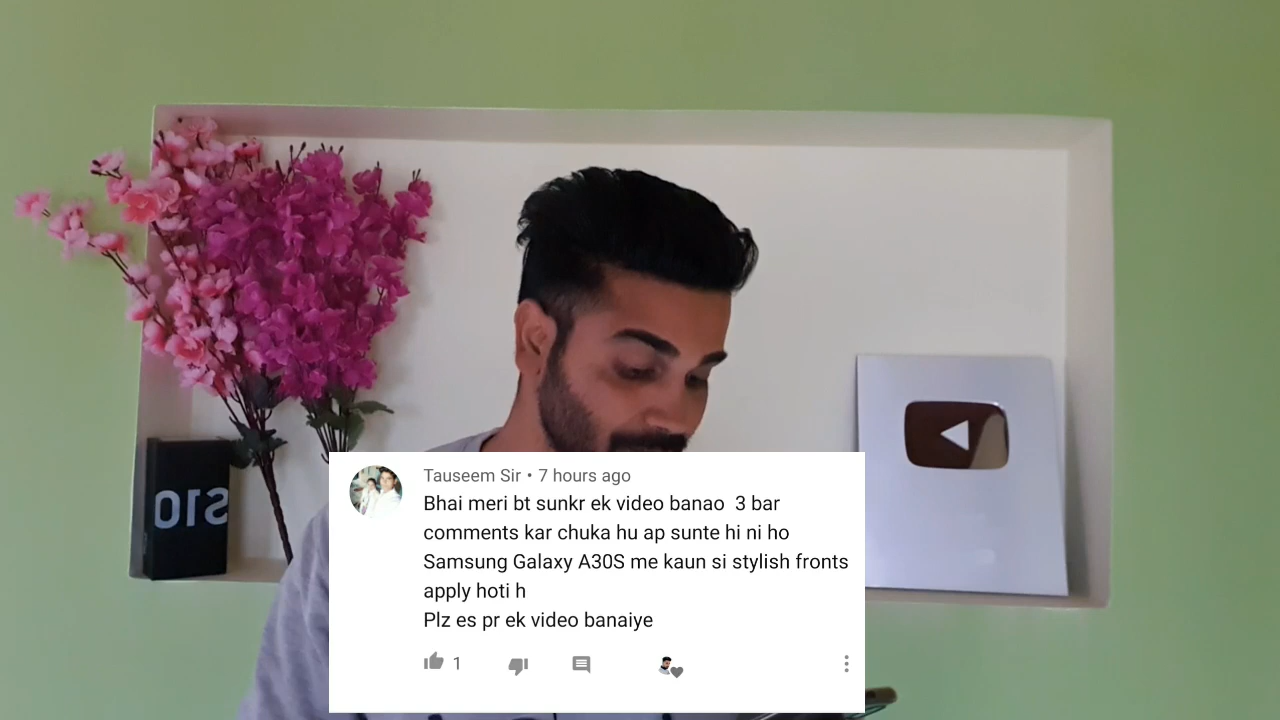 S10
Tauseem Sir • 7 hours ago
Bhai meri bt sunkr ek video banao 3 bar
comments kar chuka hu ap sunte hi ni ho
Samsung Galaxy A30S me kaun si stylish fronts
apply hoti h
Plz es pr ek video banaiye
1